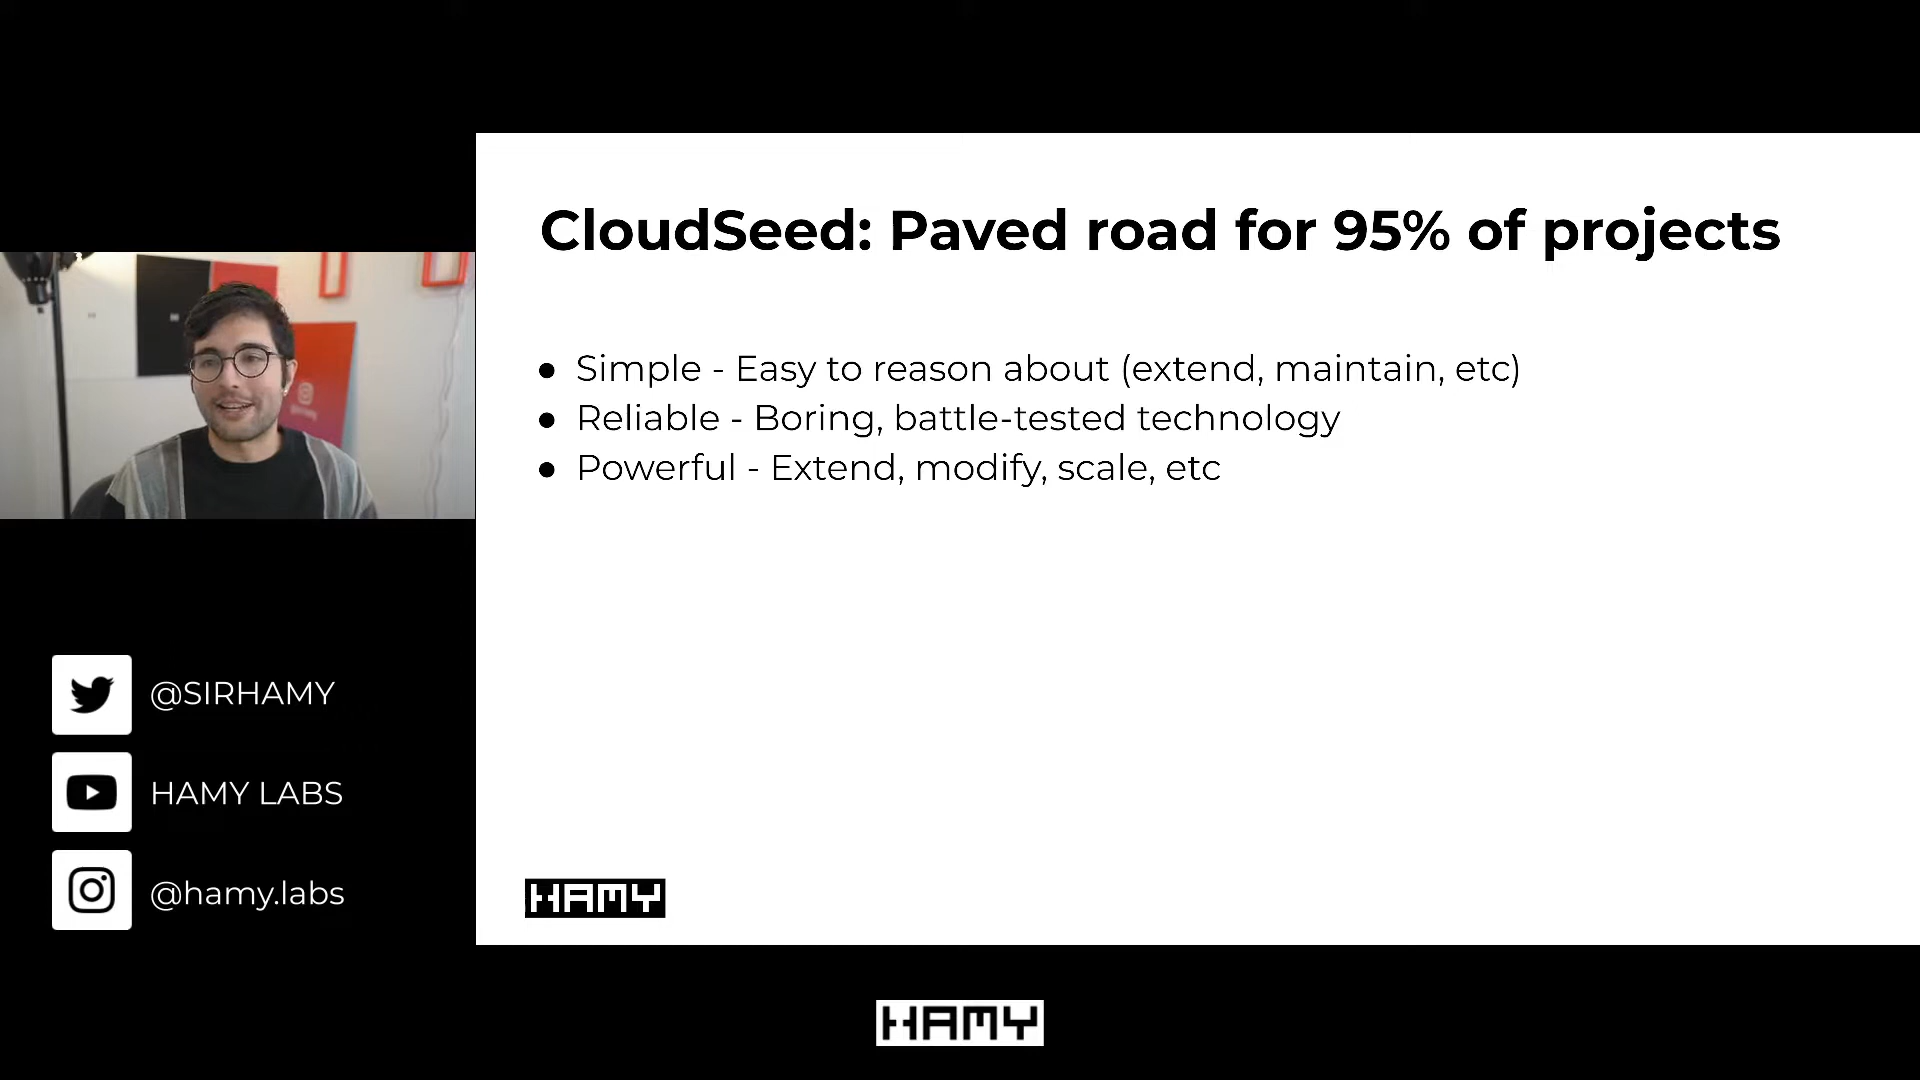 CloudSeed: Paved road for 95% of projects
● Simple - Easy to reason about (extend, maintain, etc)
● Reliable - Boring, battle-tested technology
● Powerful - Extend, modify, scale, etc
@SIRHAMY
HAMY LABS
@hamy.labs
HAMY
HAMY